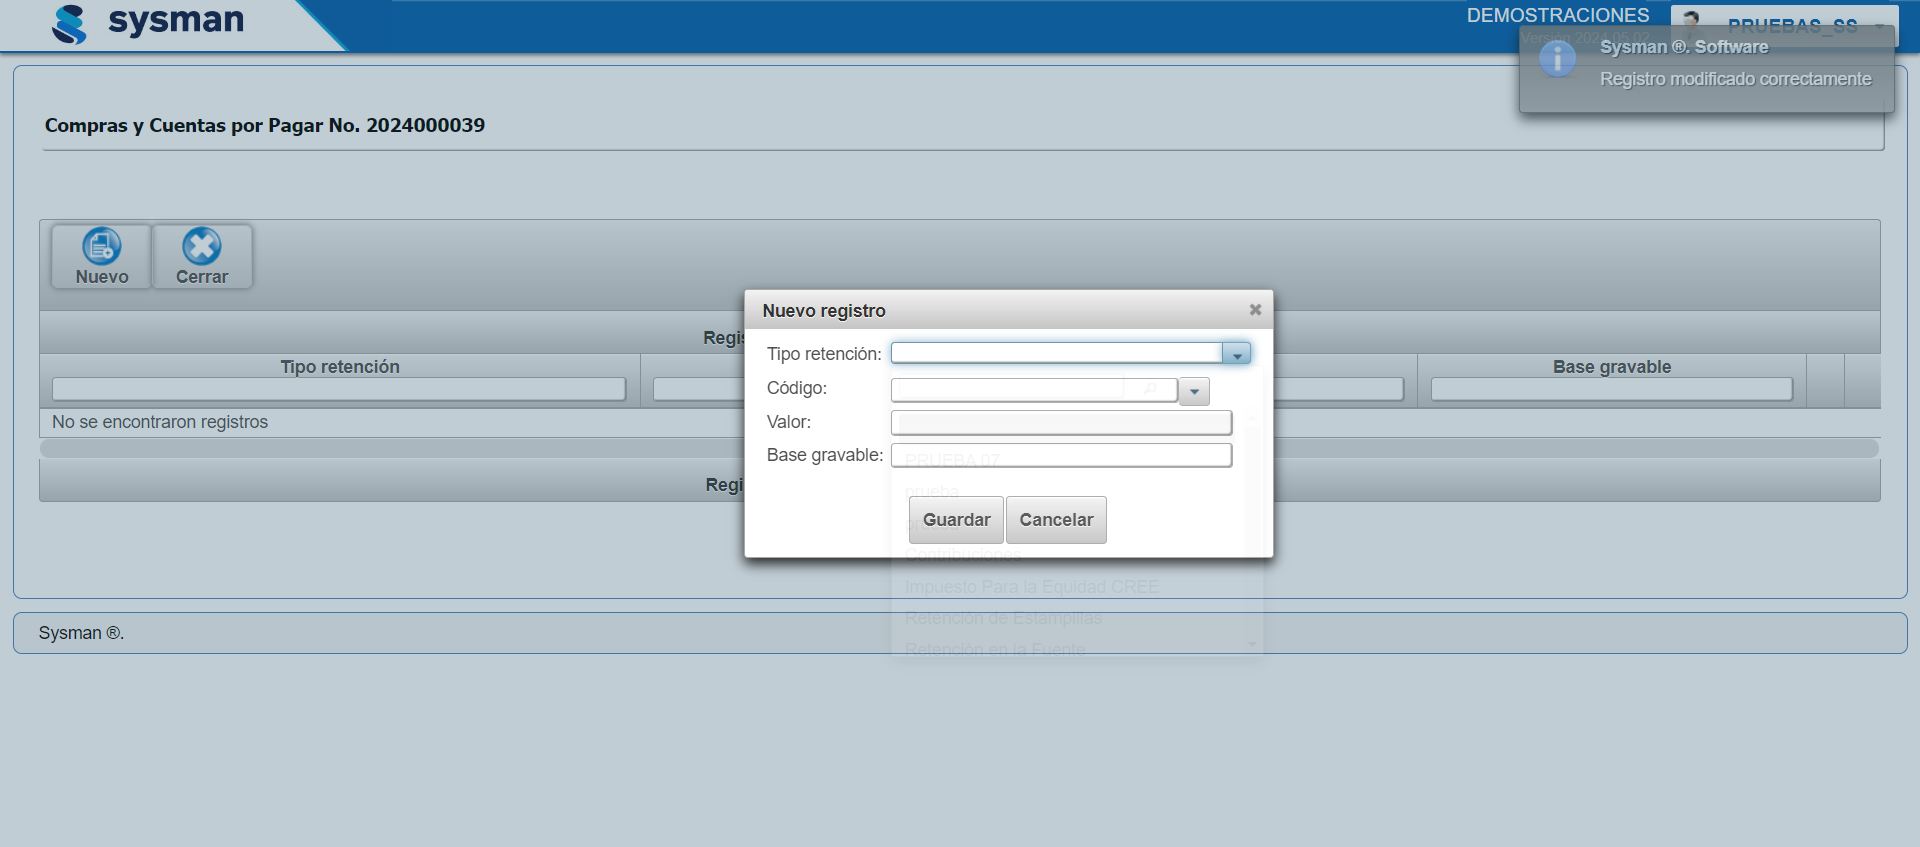 sysman
DEMOSTRACIONES
PRUEBAS_SS
Versión 2024.05.02
Sysman ®. Software
Registro modificado correctamente
Compras y Cuentas por Pagar No. 2024000039
Nuevo
Cerrar
Regis
Tipo retención
Base gravable
No se encontraron registros
Regi
Nuevo registro
Tipo retención:
Código:
Valor:
Base gravable:
PRUEBA 07
prueba
Guardar
Cancelar
Contribuciones
Impuesto Para la Equidad CREE
Retención de Estampillas
Retención en la Fuente
Sysman ®.